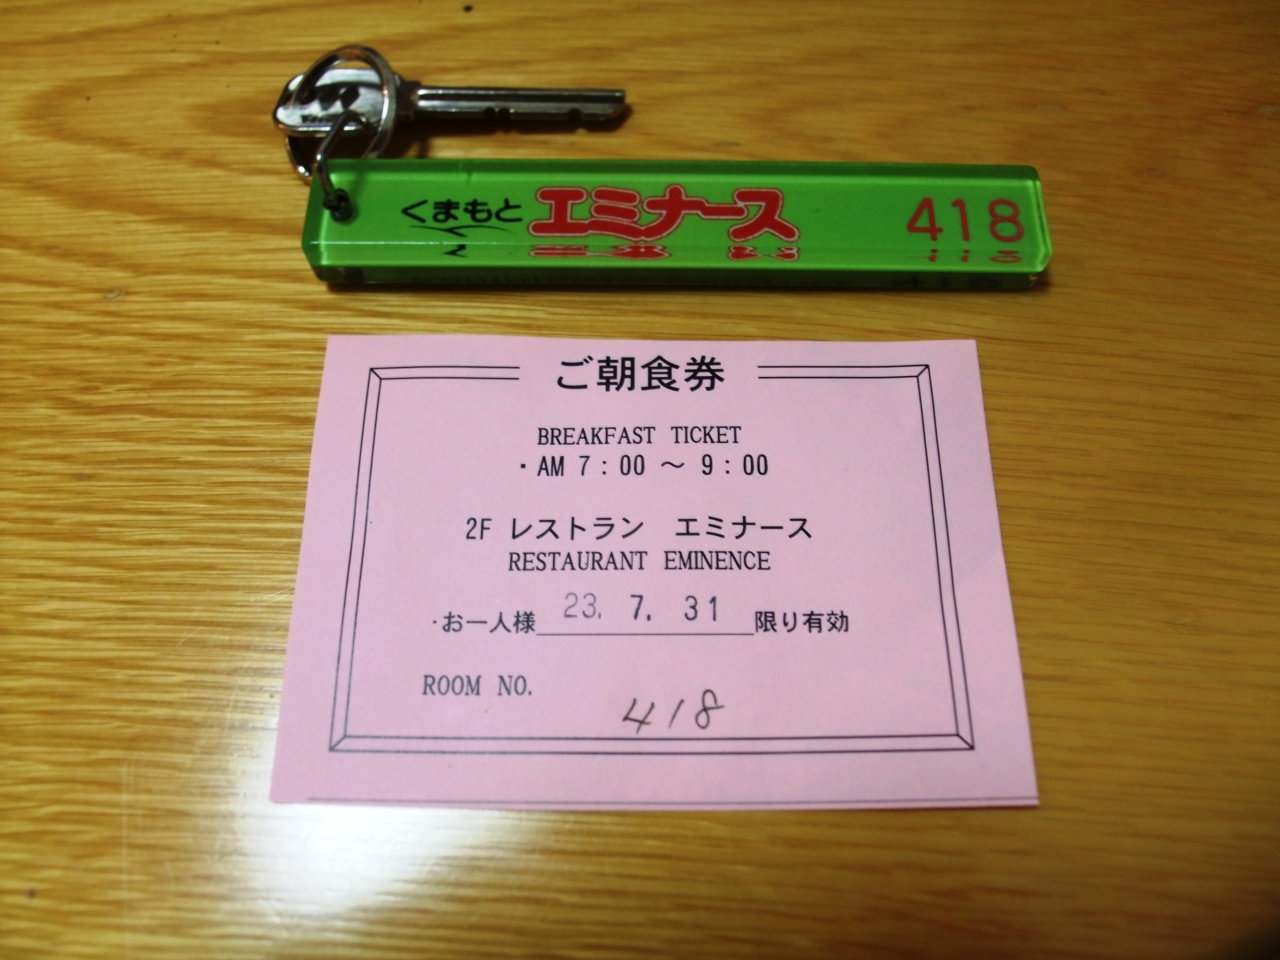 くまもと エミナース 418
ご朝食券
BREAKFAST TICKET
・AM 7:00 〜 9:00
2F レストラン エミナース
RESTAURANT EMINENCE
・お一人様 23. 7. 31 限り有効
ROOM NO.
418